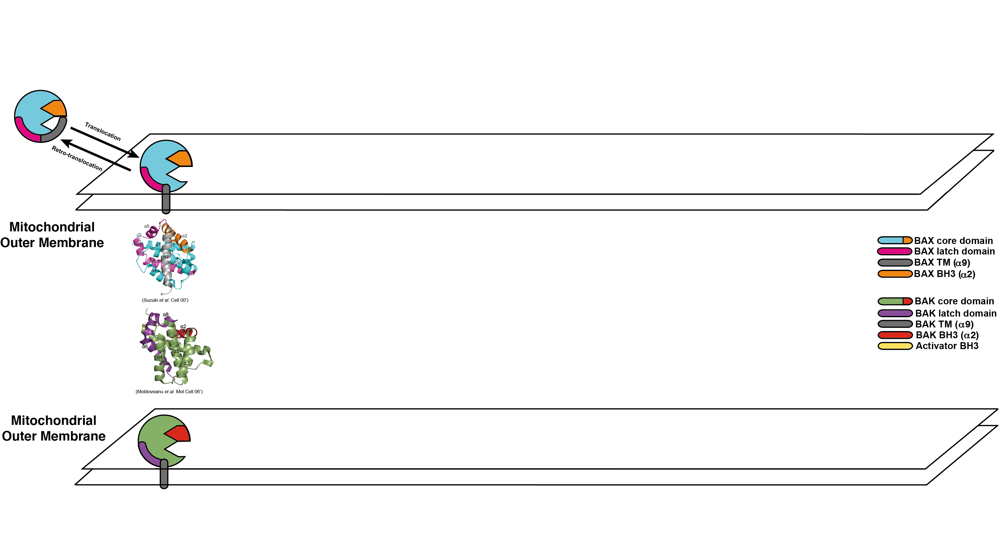 Translocation
Retro-translocation
Mitochondrial
Outer Membrane
α8
α2
α7
α1
α9
α6
α5
α3
α4
(Suzuki et al. Cell 00’)
α8
α7
α2
α6
α5
α1
α4
α3
(Moldoveanu et al. Mol Cell 06’)
BAX core domain
BAX latch domain
BAX TM (α9)
BAX BH3 (α2)
BAK core domain
BAK latch domain
BAK TM (α9)
BAK BH3 (α2)
Activator BH3
Mitochondrial
Outer Membrane